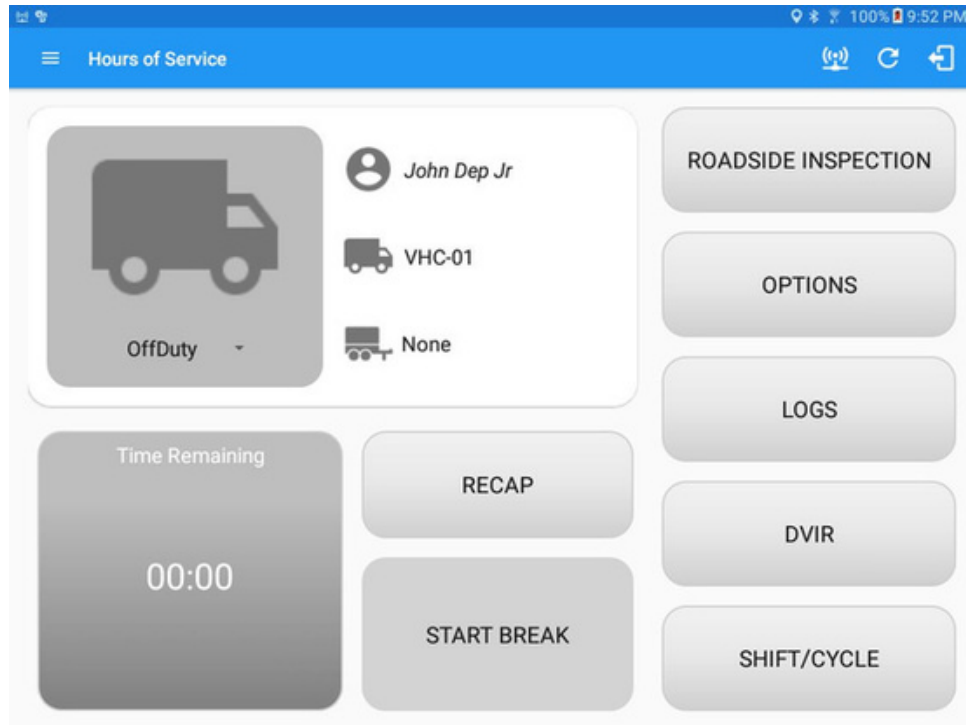 100% 9:52 PM
Hours of Service
John Dep Jr
VHC-01
OffDuty
None
Time Remaining
00:00
RECAP
START BREAK
ROADSIDE INSPECTION
OPTIONS
LOGS
DVIR
SHIFT/CYCLE